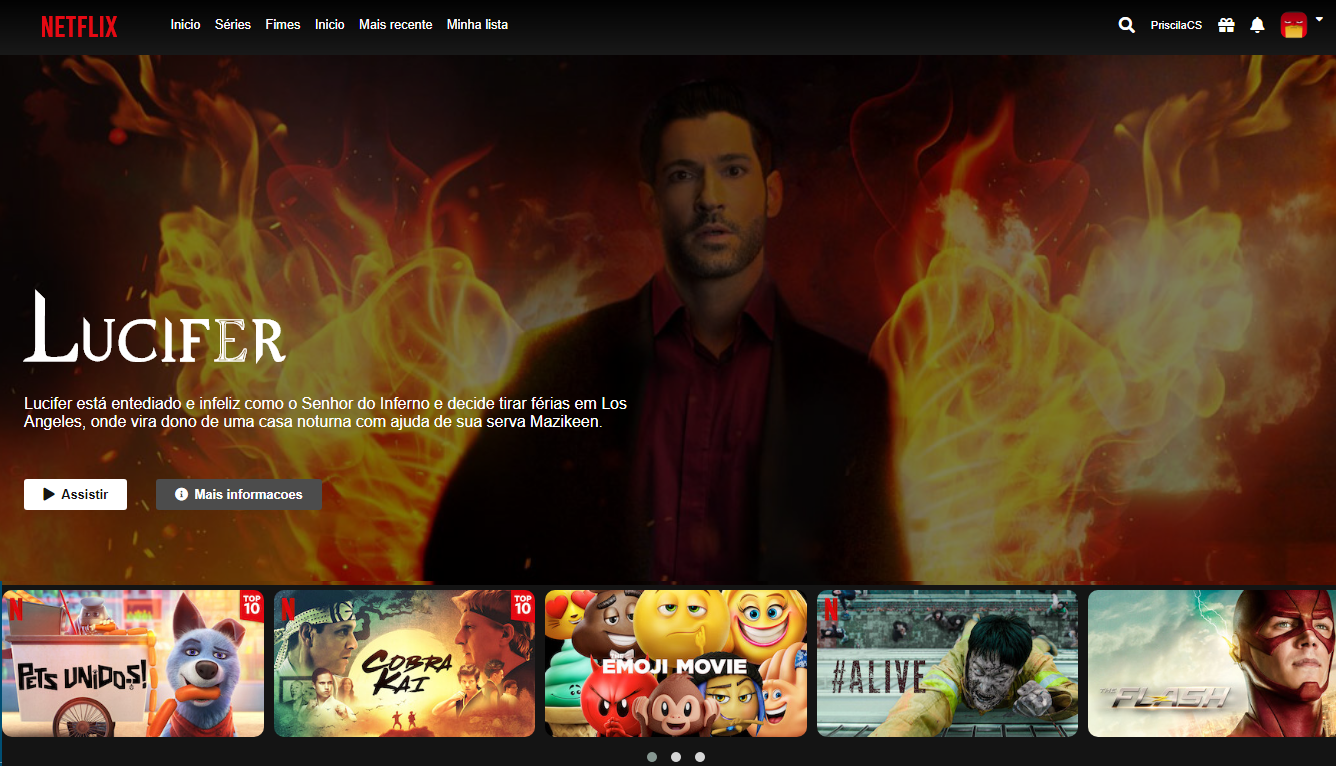 NETFLIX Inicio Séries Fimes Inicio Mais recente Minha lista PriscilaCS
LUCIFER
Lucifer está entediado e infeliz como o Senhor do Inferno e decide tirar férias em Los
Angeles, onde vira dono de uma casa noturna com ajuda de sua serva Mazikeen.
Assistir Mais informacoes
N TOP 10
PETS UNIDOS!
N TOP 10
COBRA
KAI
EMOJI MOVIE
N
#ALIVE
THE FLASH